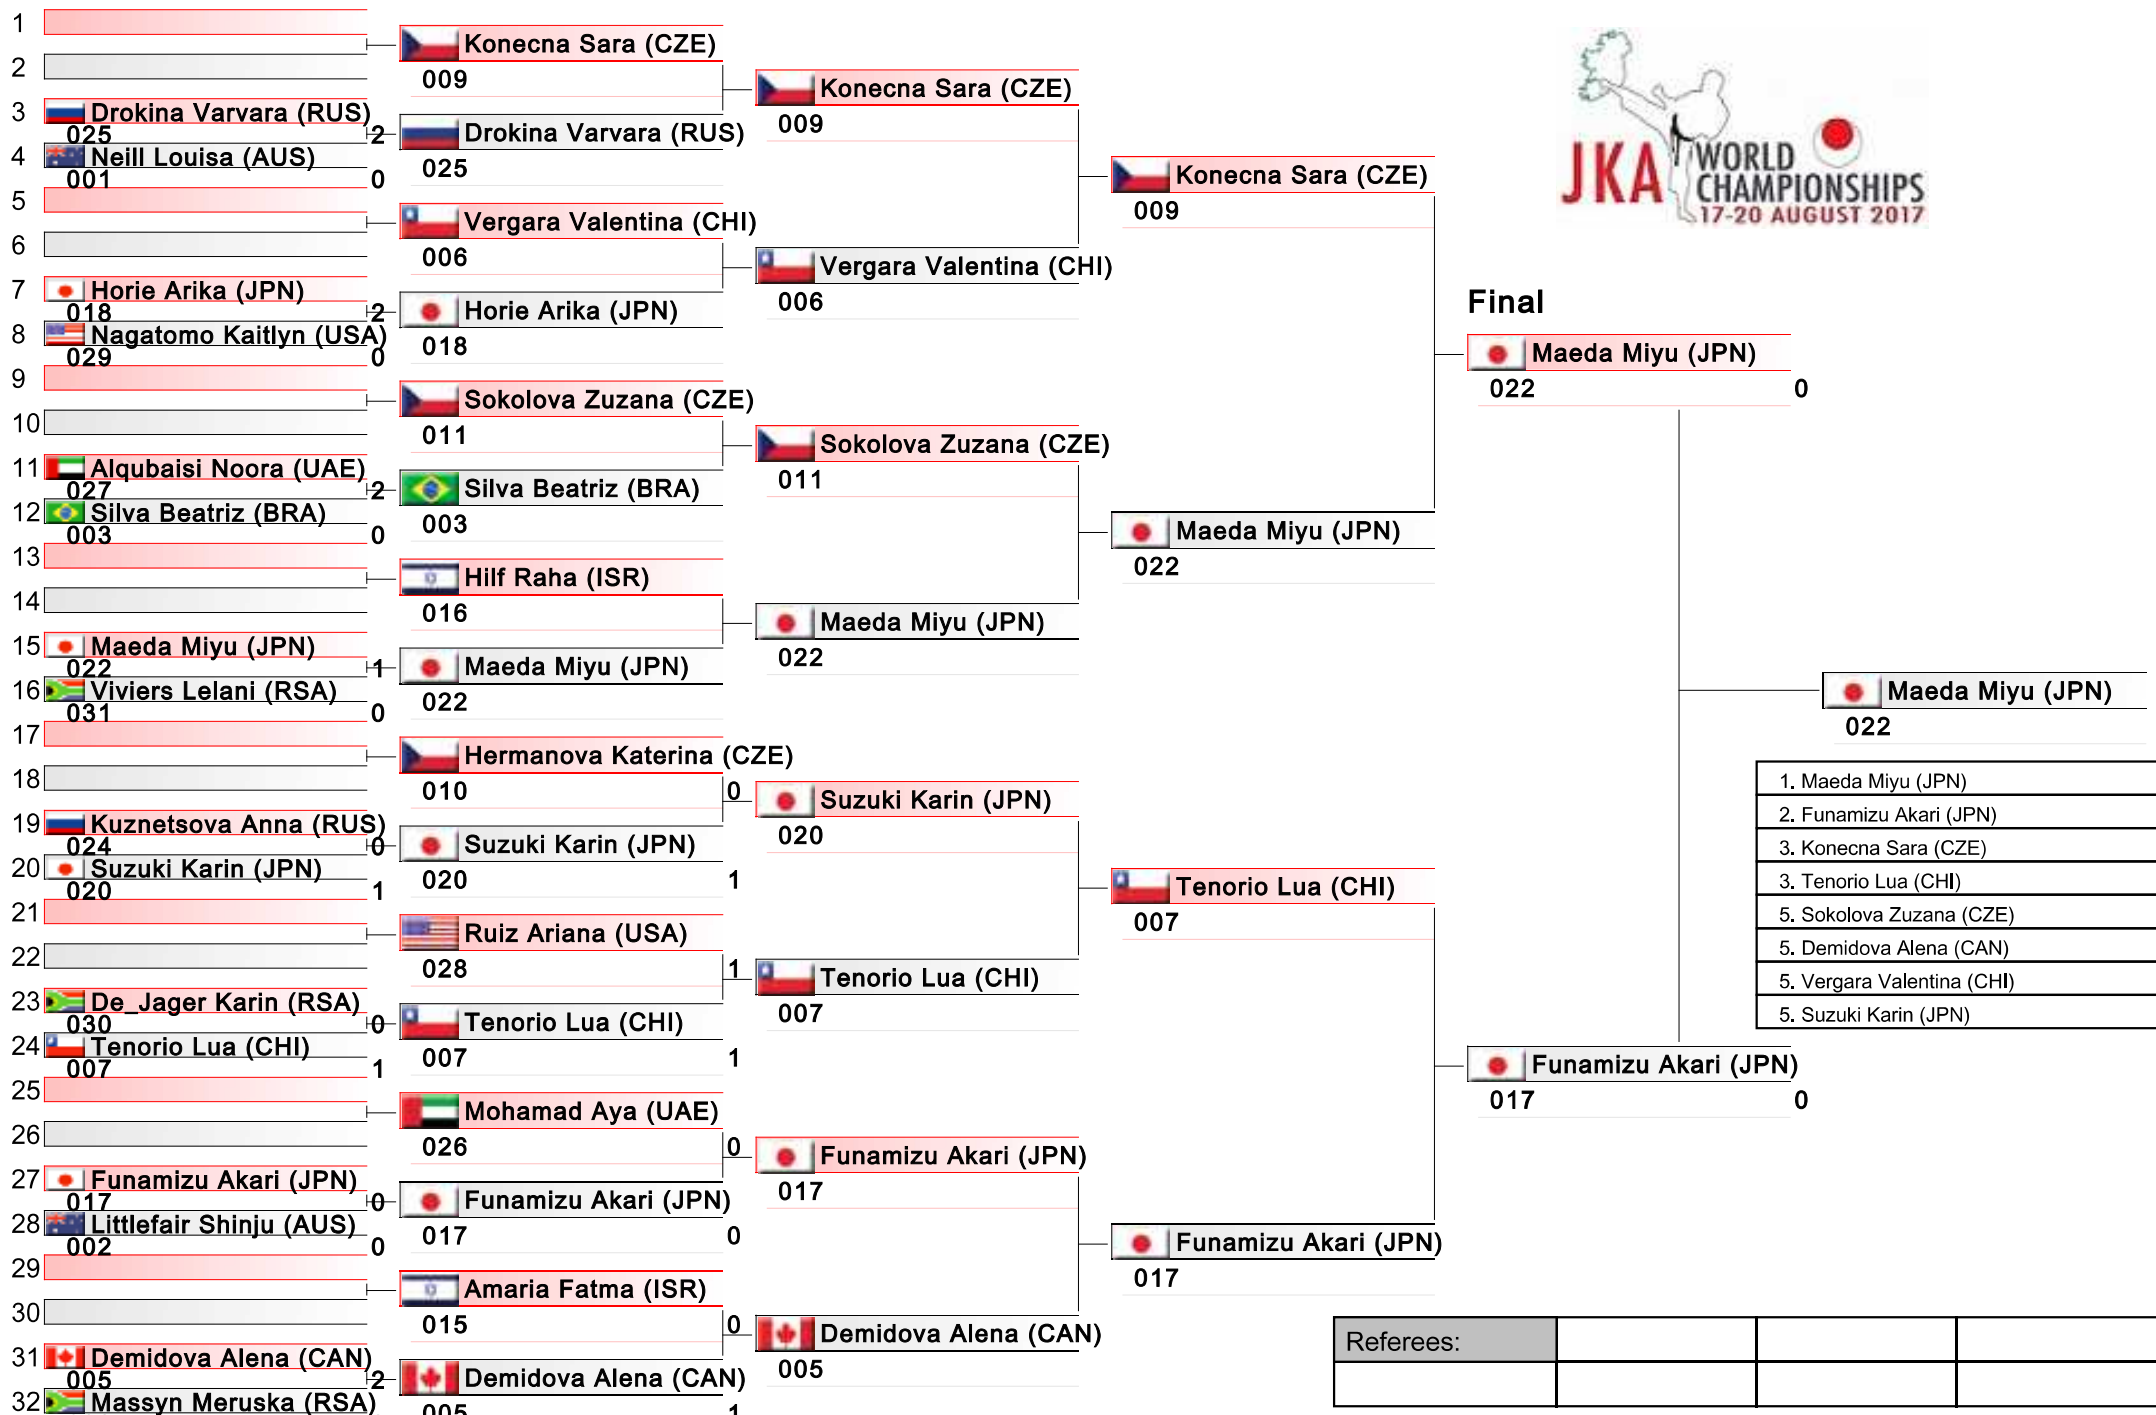 1
2
3 Drokina Varvara (RUS)
025 2
4 Neill Louisa (AUS)
001 0
5
6
7 Horie Arika (JPN)
018 2
8 Nagatomo Kaitlyn (USA)
029 0
9
10
11 Alqubaisi Noora (UAE)
027 2
12 Silva Beatriz (BRA)
003 0
13
14
15 Maeda Miyu (JPN)
022 1
16 Viviers Lelani (RSA)
031 0
17
18
19 Kuznetsova Anna (RUS)
024 0
20 Suzuki Karin (JPN)
020 1
21
22
23 De_Jager Karin (RSA)
030 0
24 Tenorio Lua (CHI)
007 1
25
26
27 Funamizu Akari (JPN)
017 0
28 Littlefair Shinju (AUS)
002 0
29
30
31 Demidova Alena (CAN)
005 2
32 Massyn Meruska (RSA)
Konecna Sara (CZE)
009
Drokina Varvara (RUS)
025
Vergara Valentina (CHI)
006
Horie Arika (JPN)
018
Sokolova Zuzana (CZE)
011
Silva Beatriz (BRA)
003
Hilf Raha (ISR)
016
Maeda Miyu (JPN)
022
Hermanova Katerina (CZE)
010 0
Suzuki Karin (JPN)
020 1
Ruiz Ariana (USA)
028 1
Tenorio Lua (CHI)
007 1
Mohamad Aya (UAE)
026 0
Funamizu Akari (JPN)
017 0
Amaria Fatma (ISR)
015 0
Demidova Alena (CAN)
005 1
Konecna Sara (CZE)
009
Vergara Valentina (CHI)
006
Sokolova Zuzana (CZE)
011
Maeda Miyu (JPN)
022
Suzuki Karin (JPN)
020
Tenorio Lua (CHI)
007
Funamizu Akari (JPN)
017
Demidova Alena (CAN)
005
Konecna Sara (CZE)
009
Maeda Miyu (JPN)
022
Tenorio Lua (CHI)
007
Funamizu Akari (JPN)
017
JKA WORLD
CHAMPIONSHIPS
17-20 AUGUST 2017
Final
Maeda Miyu (JPN)
022 0
Funamizu Akari (JPN)
017 0
Maeda Miyu (JPN)
022
1. Maeda Miyu (JPN)
2. Funamizu Akari (JPN)
3. Konecna Sara (CZE)
3. Tenorio Lua (CHI)
5. Sokolova Zuzana (CZE)
5. Demidova Alena (CAN)
5. Vergara Valentina (CHI)
5. Suzuki Karin (JPN)
Referees: